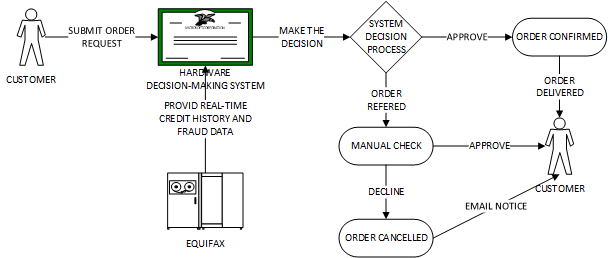 SUBMIT ORDER
REQUEST
CUSTOMER
MICROSOFT CORPORATION
HARDWARE
DECISION-MAKING SYSTEM
MAKE THE
DECISION
SYSTEM
DECISION
PROCESS
APPROVE
ORDER CONFIRMED
ORDER
DELIVERED
PROVID REAL-TIME
CREDIT HISTORY AND
FRAUD DATA
EQUIFAX
ORDER
REFERED
MANUAL CHECK
APPROVE
CUSTOMER
DECLINE
EMAIL NOTICE
ORDER CANCELLED